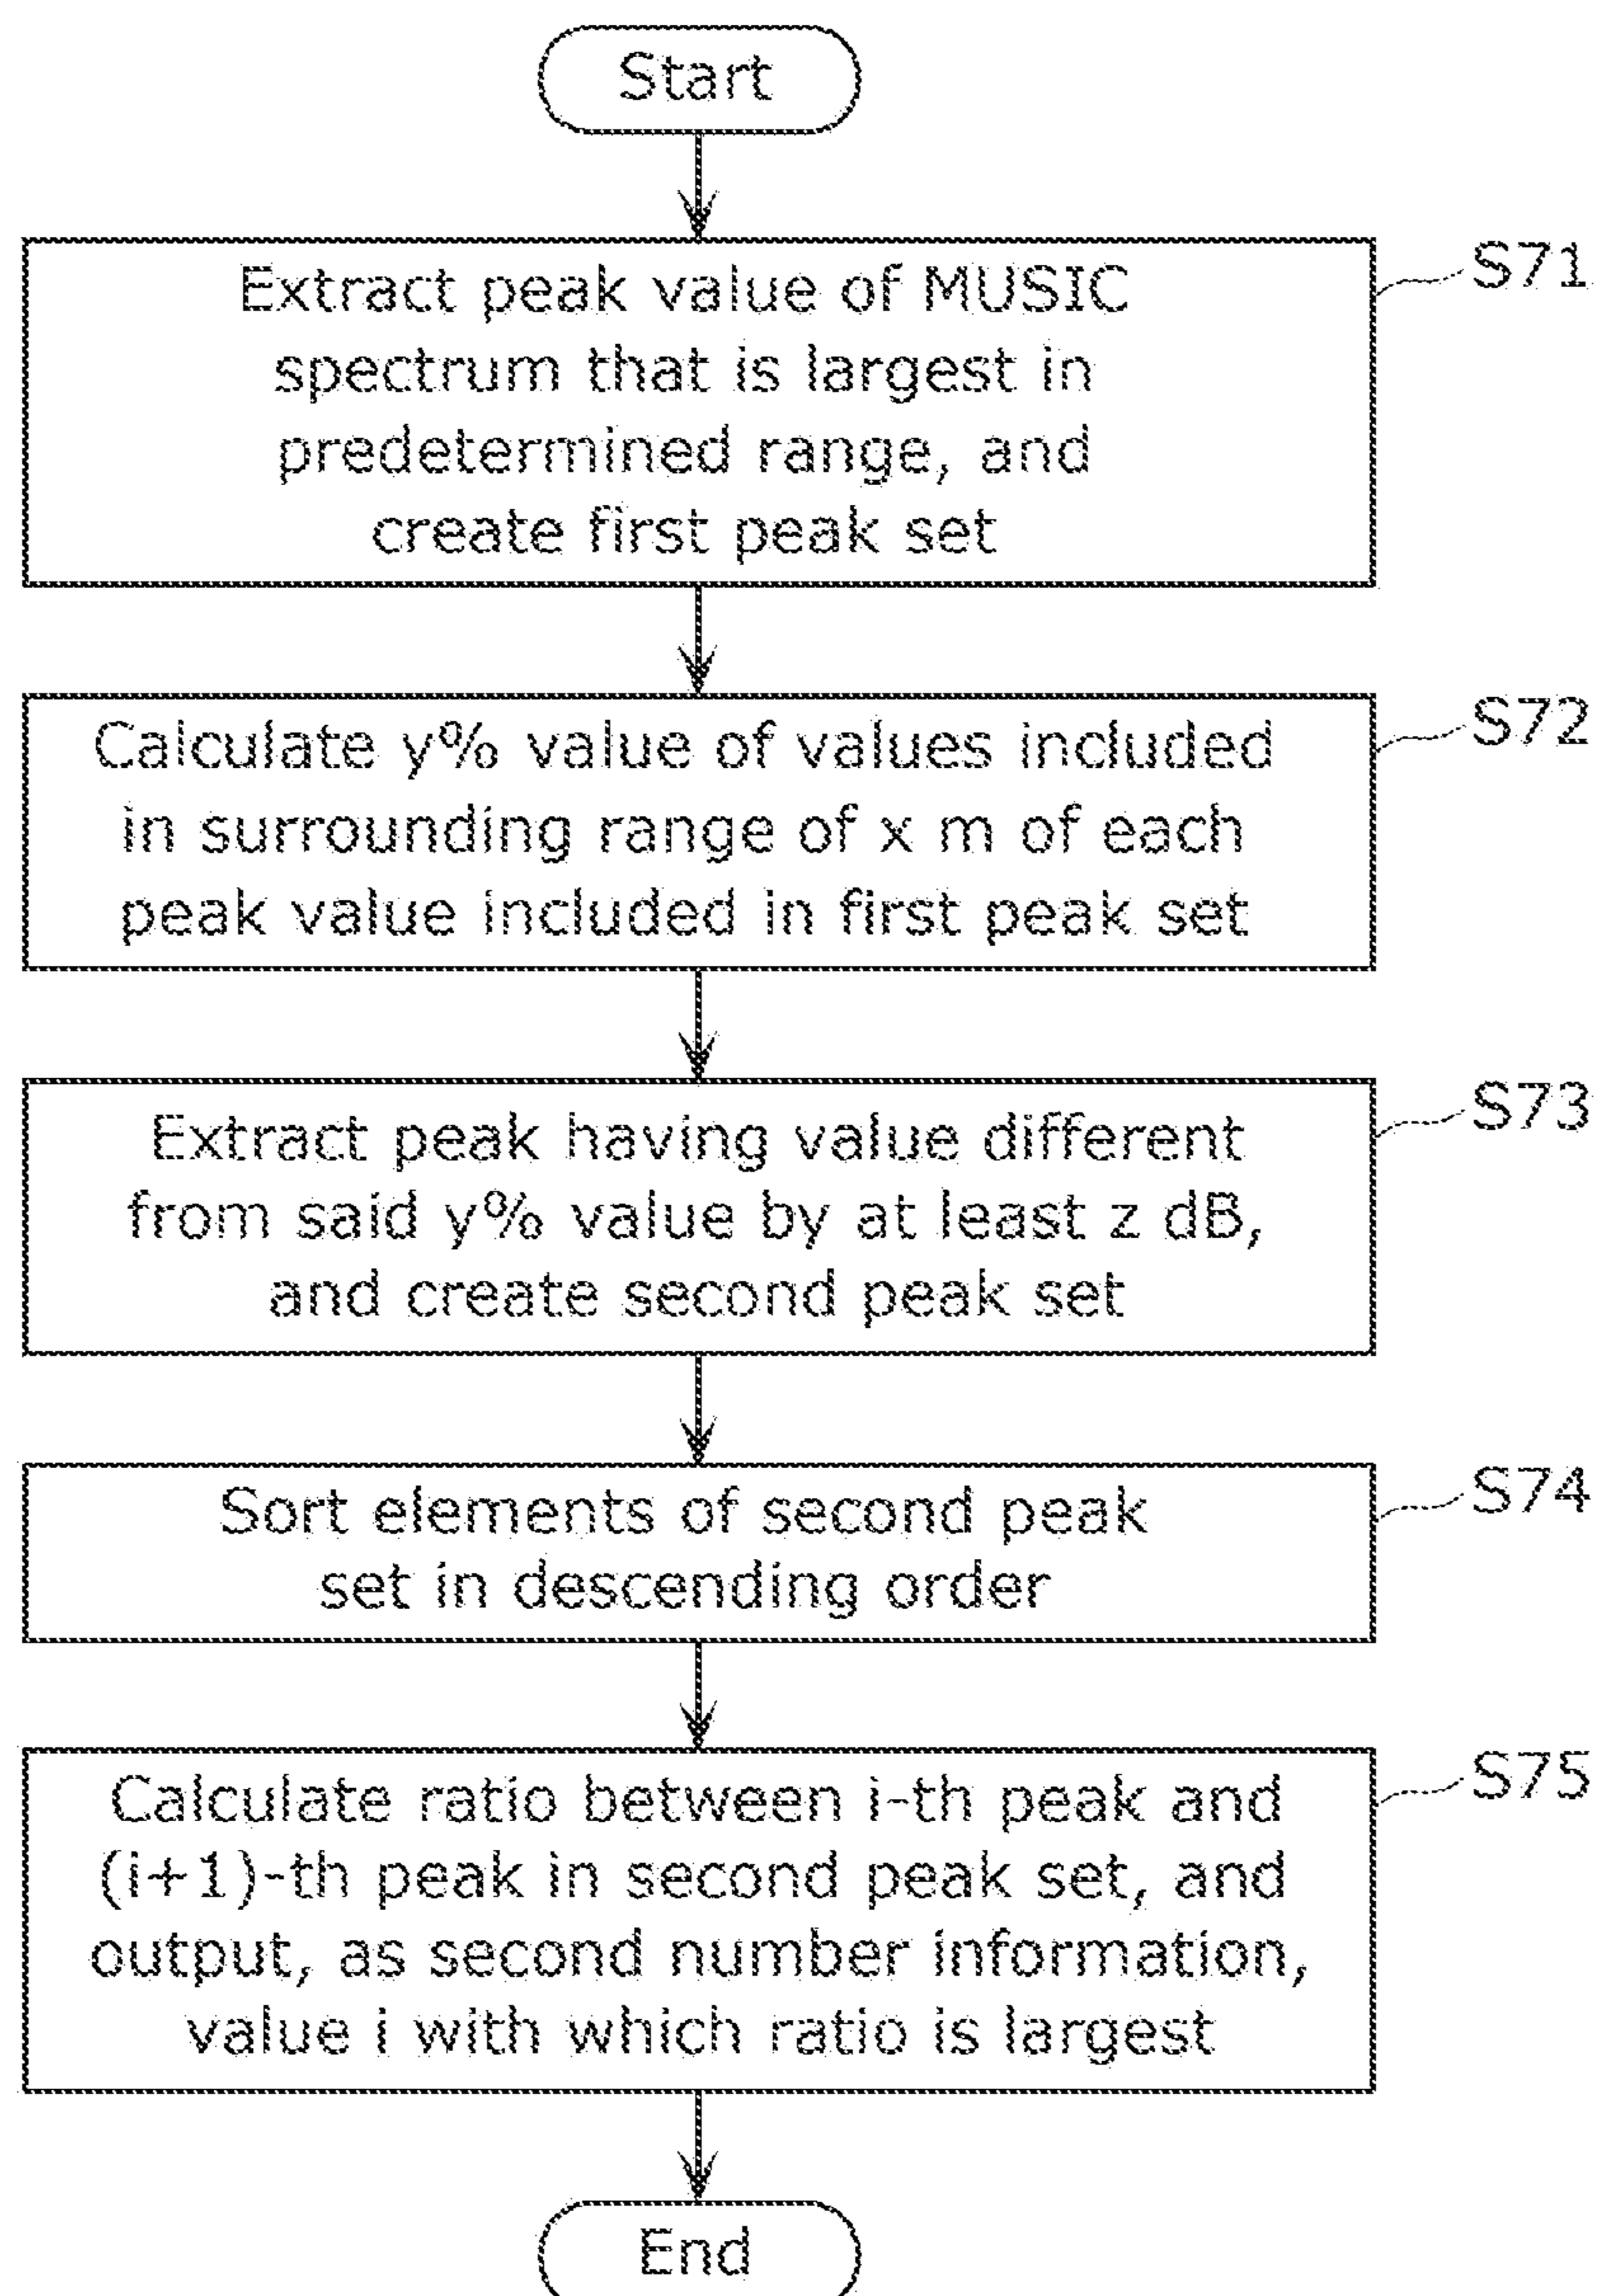 Start
Extract peak value of MUSIC
spectrum that is largest in
predetermined range, and
create first peak set
S71
Calculate y% value of values included
in surrounding range of x m of each
peak value included in first peak set
S72
Extract peak having value different
from said y% value by at least z dB,
and create second peak set
S73
Sort elements of second peak
set in descending order
S74
Calculate ratio between i-th peak and
(i+1)-th peak in second peak set, and
output, as second number information,
value i with which ratio is largest
S75
End